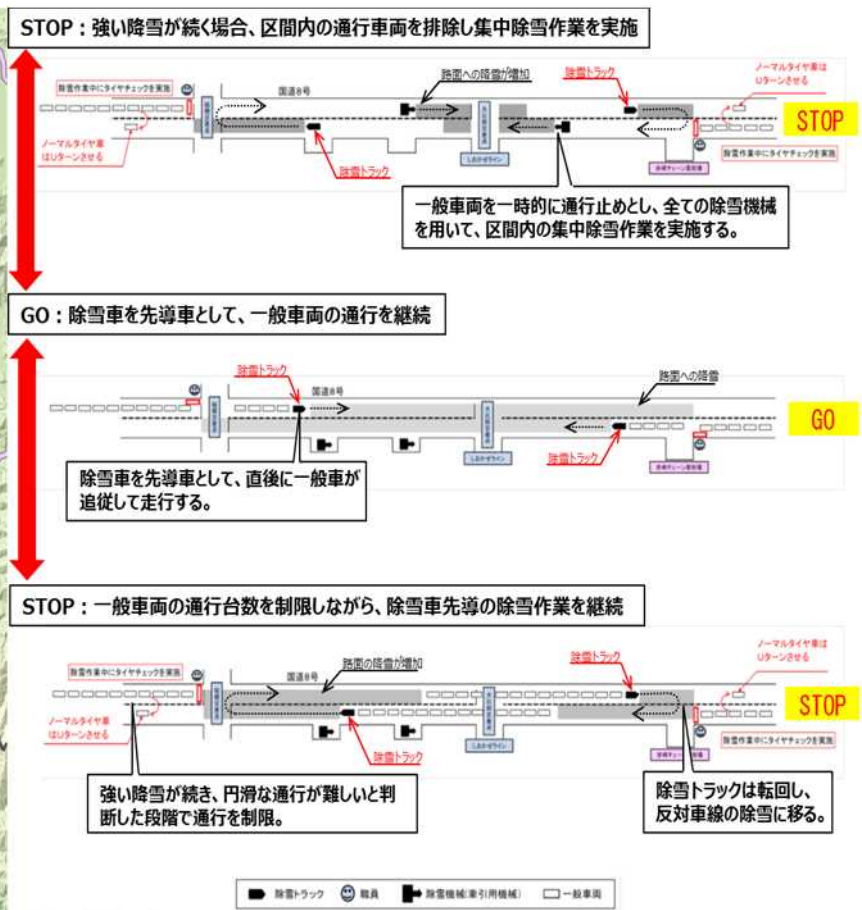 STOP：強い降雪が続く場合、区間内の通行車両を排除し集中除雪作業を実施
除雪作業中にタイヤチェックを実施
国道8号
路面への降雪が増加
除雪トラック
ノーマルタイヤ車は
Uターンさせる
STOP
ノーマルタイヤ車
はUターンさせる
除雪トラック
しおかぜライン
除雪作業中にタイヤチェックを実施
一般車両を一時的に通行止めとし、全ての除雪機械
を用いて、区間内の集中除雪作業を実施する。
GO：除雪車を先導車として、一般車両の通行を継続
除雪トラック
国道8号
路面への降雪
GO
除雪トラック
しおかぜライン
除雪車を先導車として、直後に一般車が
追従して走行する。
STOP：一般車両の通行台数を制限しながら、除雪車先導の除雪作業を継続
除雪作業中にタイヤチェックを実施
国道8号
路面の降雪が増加
除雪トラック
ノーマルタイヤ車は
Uターンさせる
STOP
ノーマルタイヤ車
はUターンさせる
除雪トラック
しおかぜライン
除雪作業中にタイヤチェックを実施
強い降雪が続き、円滑な通行が難しいと判
断した段階で通行を制限。
除雪トラックは転回し、
反対車線の除雪に移る。
除雪トラック 職員 除雪機械(牽引用機械) 一般車両